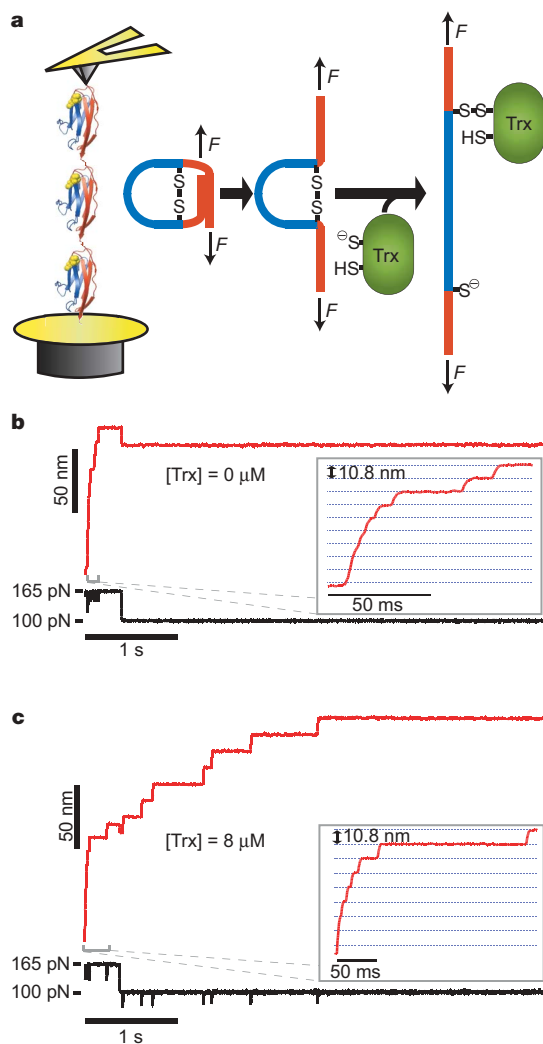 a
F
F
S
S
F
F
S
S
⊖S
HS
Trx
F
F
S–S
HS
Trx
S⊖
b
50 nm
[Trx] = 0 μM
10.8 nm
50 ms
165 pN
100 pN
1 s
c
50 nm
[Trx] = 8 μM
10.8 nm
50 ms
165 pN
100 pN
1 s